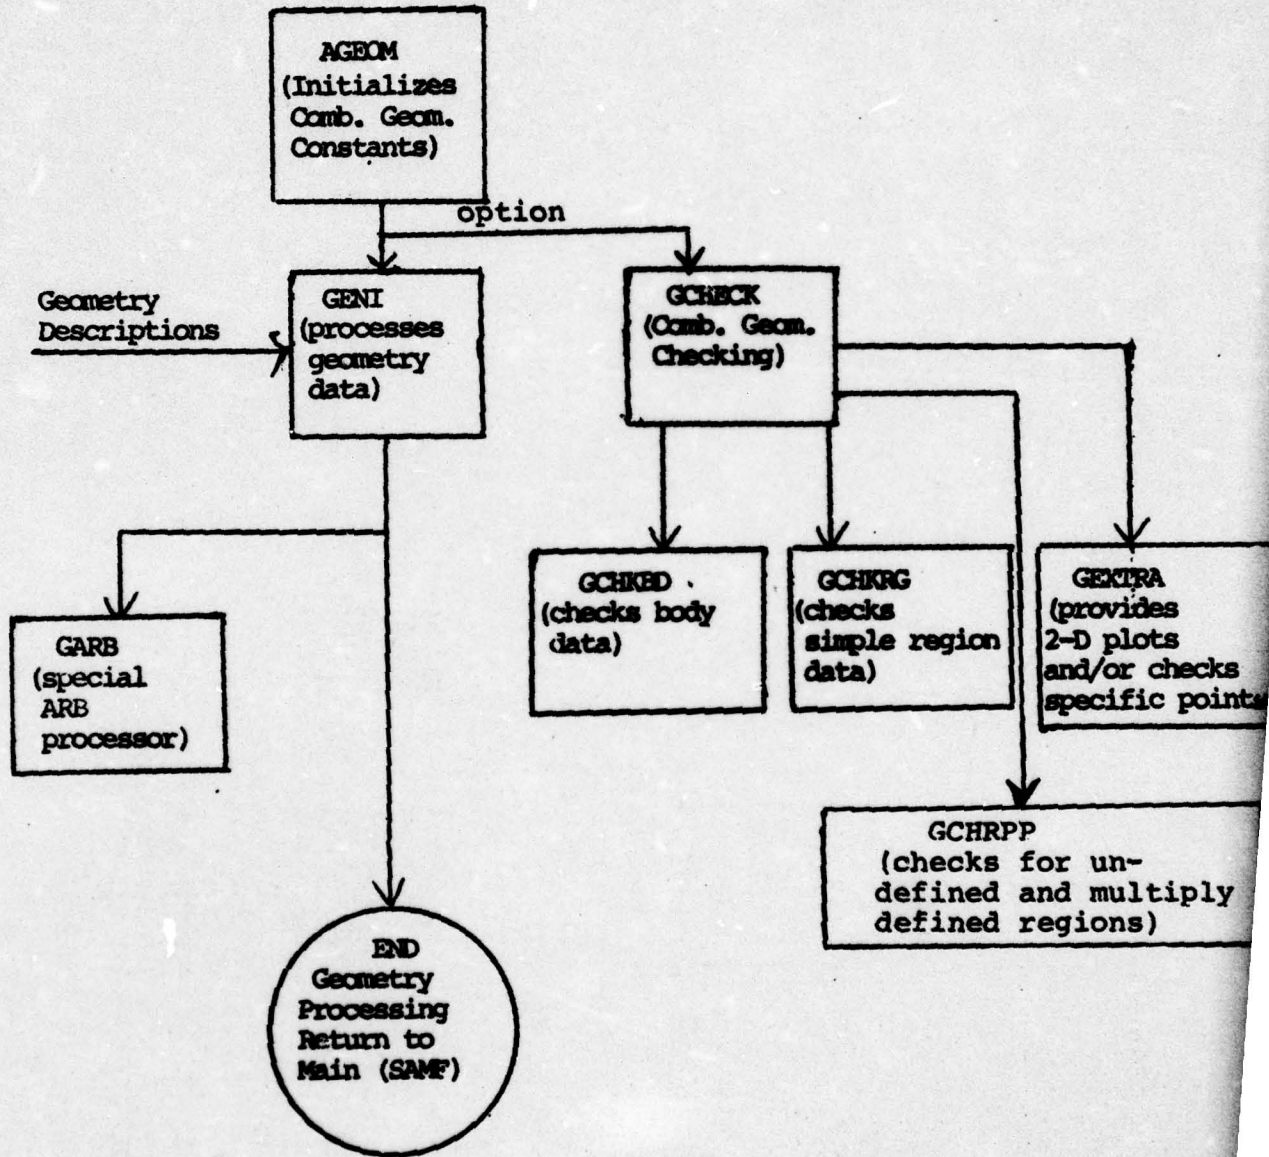 AGEOM
(Initializes
Comb. Geom.
Constants)
option
Geometry
Descriptions
GENI
(processes
geometry
data)
GCHECK
(Comb. Geom.
Checking)
GCHKBD
(checks body
data)
GCHKRG
(checks
simple region
data)
GEXTRA
(provides
2-D plots
and/or checks
specific points
GARB
(special
ARB
processor)
GCHRPP
(checks for un-
defined and multiply
defined regions)
END
Geometry
Processing
Return to
Main (SAMF)